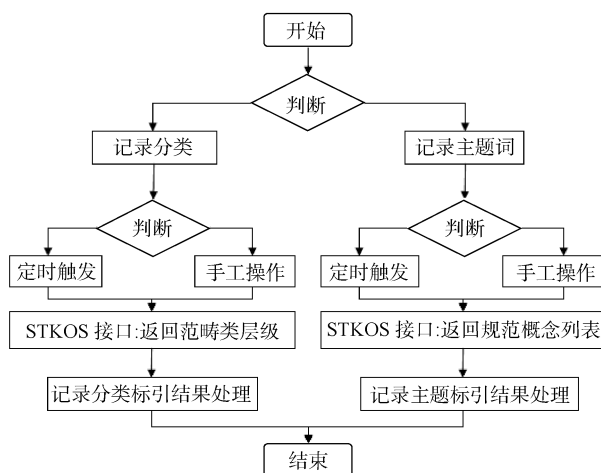 开始
判断
记录分类
记录主题词
判断
判断
定时触发
手工操作
定时触发
手工操作
STKOS 接口:返回范畴类层级
STKOS 接口:返回规范概念列表
记录分类标引结果处理
记录主题标引结果处理
结束